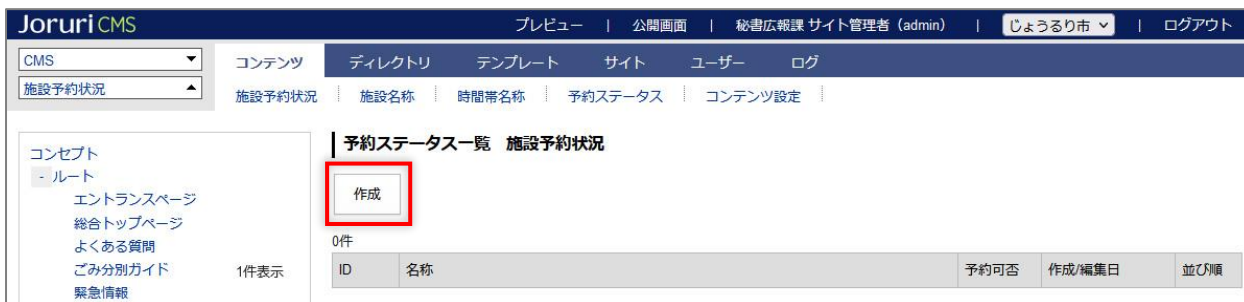 Joruri CMS プレビュー | 公開画面 | 秘書広報課 サイト管理者（admin） | じょうるり市 | ログアウト
CMS コンテンツ ディレクトリ テンプレート サイト ユーザー ログ
施設予約状況 施設予約状況 施設名称 時間帯名称 予約ステータス コンテンツ設定
予約ステータス一覧 施設予約状況
コンセプト
- ルート
作成
エントランスページ
総合トップページ
よくある質問
0件
ごみ分別ガイド 1件表示 ID 名称 予約可否 作成/編集日 並び順
緊急情報